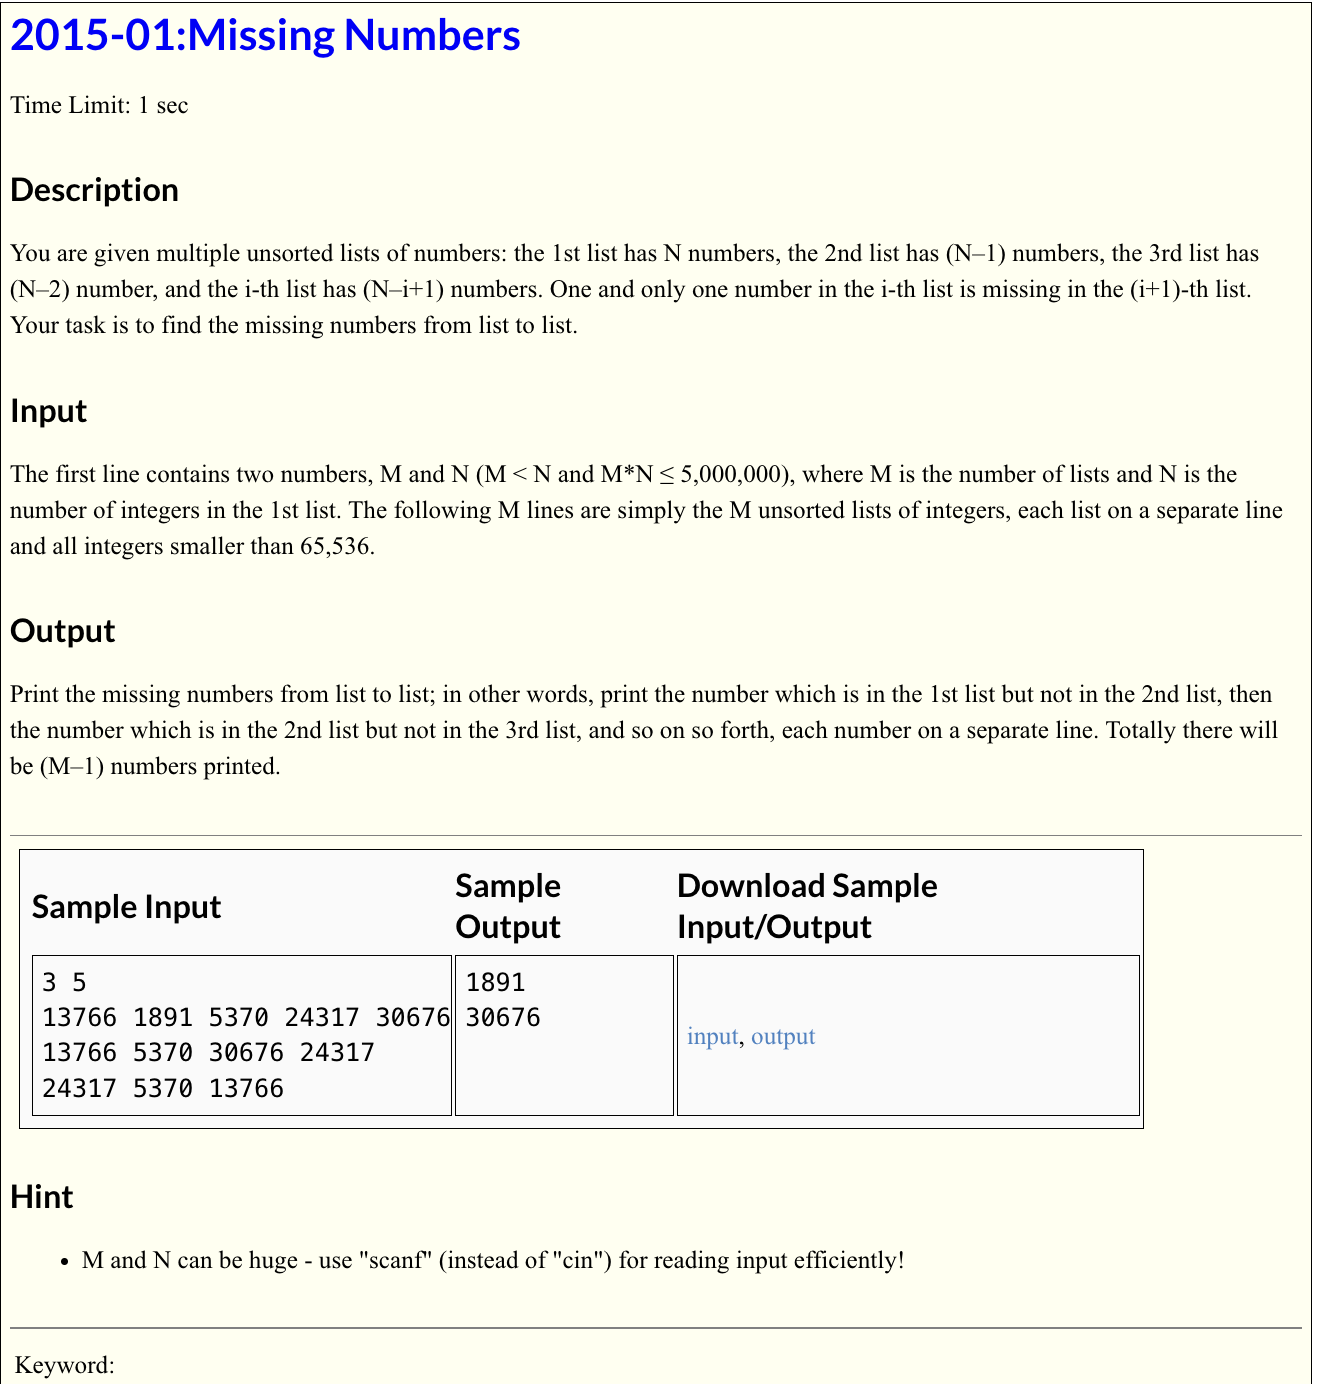 2015-01:Missing Numbers
Time Limit: 1 sec
Description
You are given multiple unsorted lists of numbers: the 1st list has N numbers, the 2nd list has (N–1) numbers, the 3rd list has
(N–2) number, and the i-th list has (N–i+1) numbers. One and only one number in the i-th list is missing in the (i+1)-th list.
Your task is to find the missing numbers from list to list.
Input
The first line contains two numbers, M and N (M < N and M*N ≤ 5,000,000), where M is the number of lists and N is the
number of integers in the 1st list. The following M lines are simply the M unsorted lists of integers, each list on a separate line
and all integers smaller than 65,536.
Output
Print the missing numbers from list to list; in other words, print the number which is in the 1st list but not in the 2nd list, then
the number which is in the 2nd list but not in the 3rd list, and so on so forth, each number on a separate line. Totally there will
be (M–1) numbers printed.
Sample Input
3 5
13766 1891 5370 24317 30676
13766 5370 30676 24317
24317 5370 13766
Sample
Output
1891
30676
Download Sample
Input/Output
input, output
Hint
• M and N can be huge - use "scanf" (instead of "cin") for reading input efficiently!
Keyword: